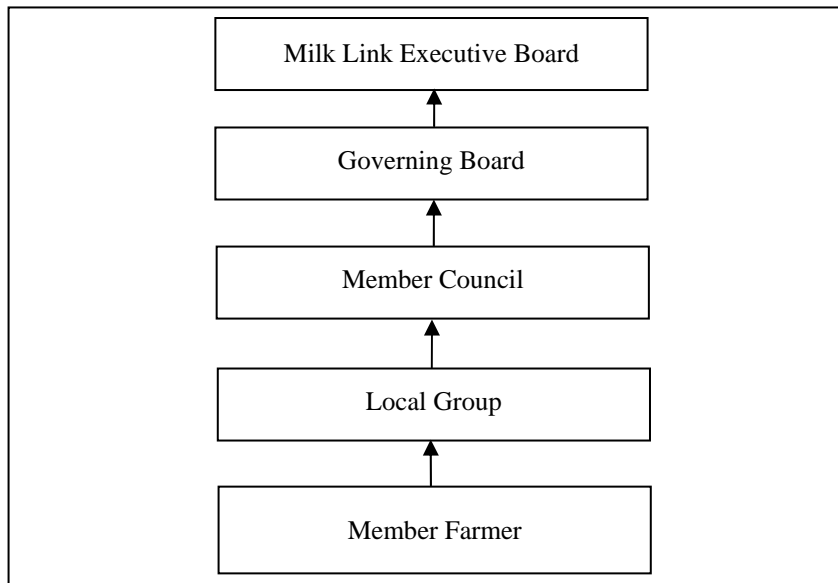 Milk Link Executive Board
Governing Board
Member Council
Local Group
Member Farmer